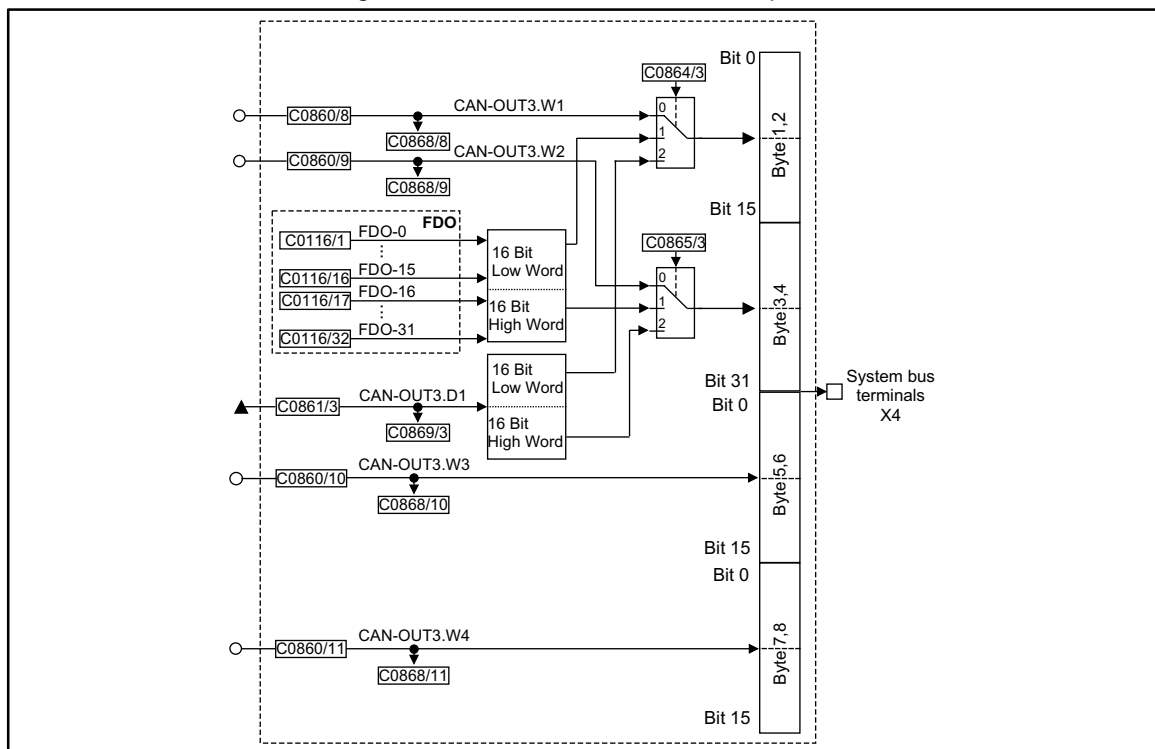 Bit 0
C0864/3
C0860/8
CAN-OUT3.W1
0
C0868/8
1
C0860/9
CAN-OUT3.W2
2
C0868/9
Byte 1,2
Bit 15
FDO
C0116/1
FDO-0
C0865/3
16 Bit
Low Word
C0116/16
FDO-15
0
C0116/17
FDO-16
16 Bit
High Word
1
C0116/32
FDO-31
2
Byte 3,4
16 Bit
Low Word
Bit 31
Bit 0
System bus
terminals
X4
C0861/3
CAN-OUT3.D1
C0869/3
16 Bit
High Word
CAN-OUT3.W3
C0860/10
C0868/10
Byte 5,6
Bit 15
Bit 0
CAN-OUT3.W4
C0860/11
C0868/11
Byte 7,8
Bit 15